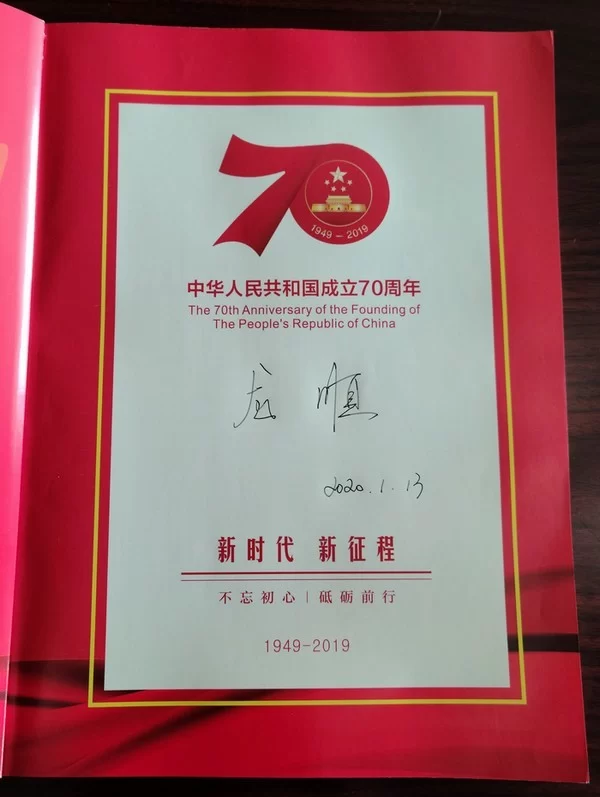 70
1949 - 2019
中华人民共和国成立70周年
The 70th Anniversary of the Founding of
The People's Republic of China
2020.1.13
新时代 新征程
不忘初心|砥砺前行
1949-2019